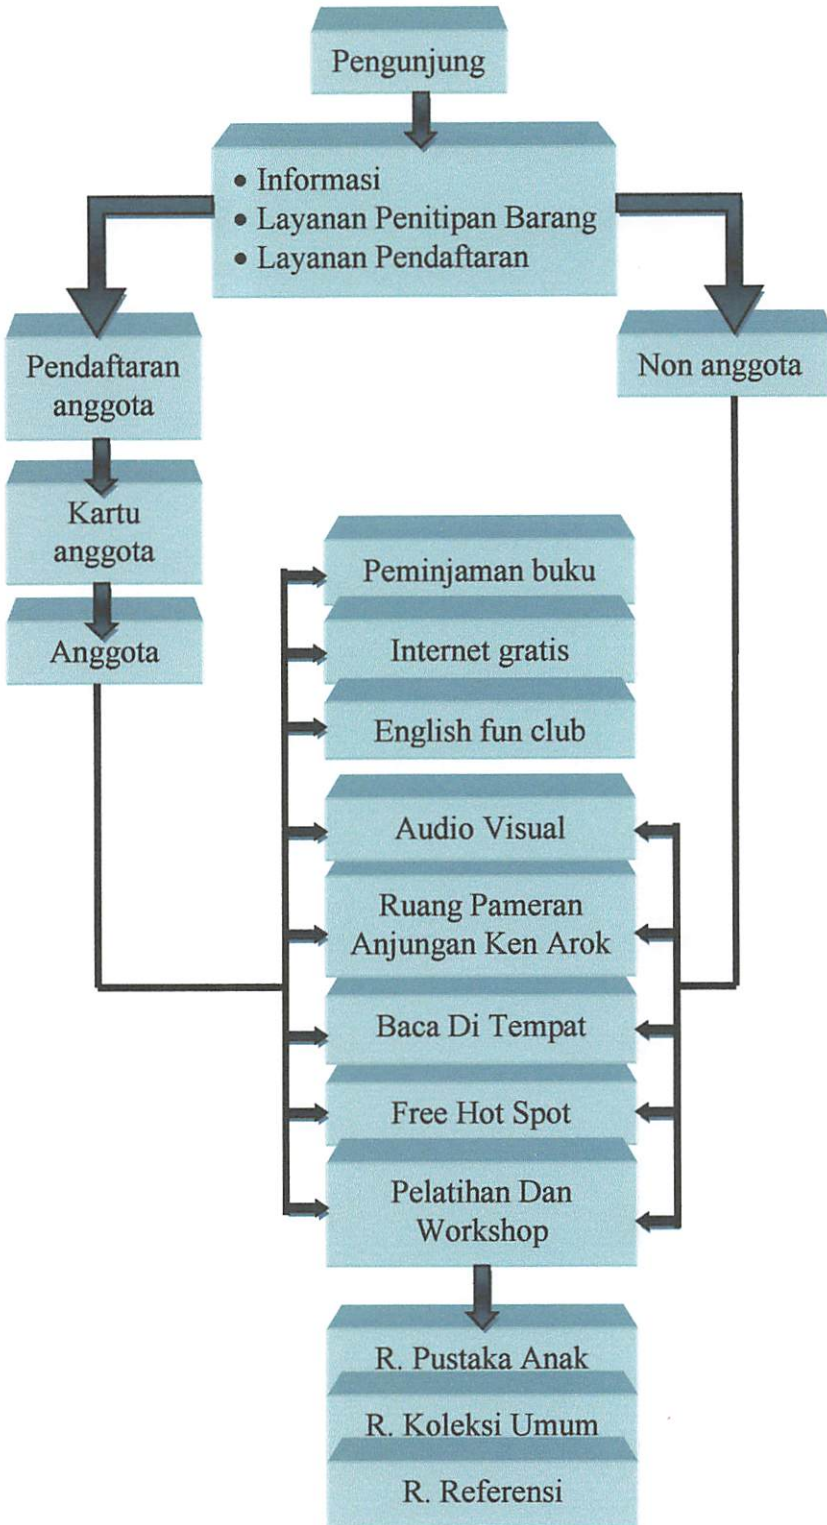 Pengunjung
• Informasi
• Layanan Penitipan Barang
• Layanan Pendaftaran
Pendaftaran
anggota
Non anggota
Kartu
anggota
Anggota
Peminjaman buku
Internet gratis
English fun club
Audio Visual
Ruang Pameran
Anjungan Ken Arok
Baca Di Tempat
Free Hot Spot
Pelatihan Dan
Workshop
R. Pustaka Anak
R. Koleksi Umum
R. Referensi